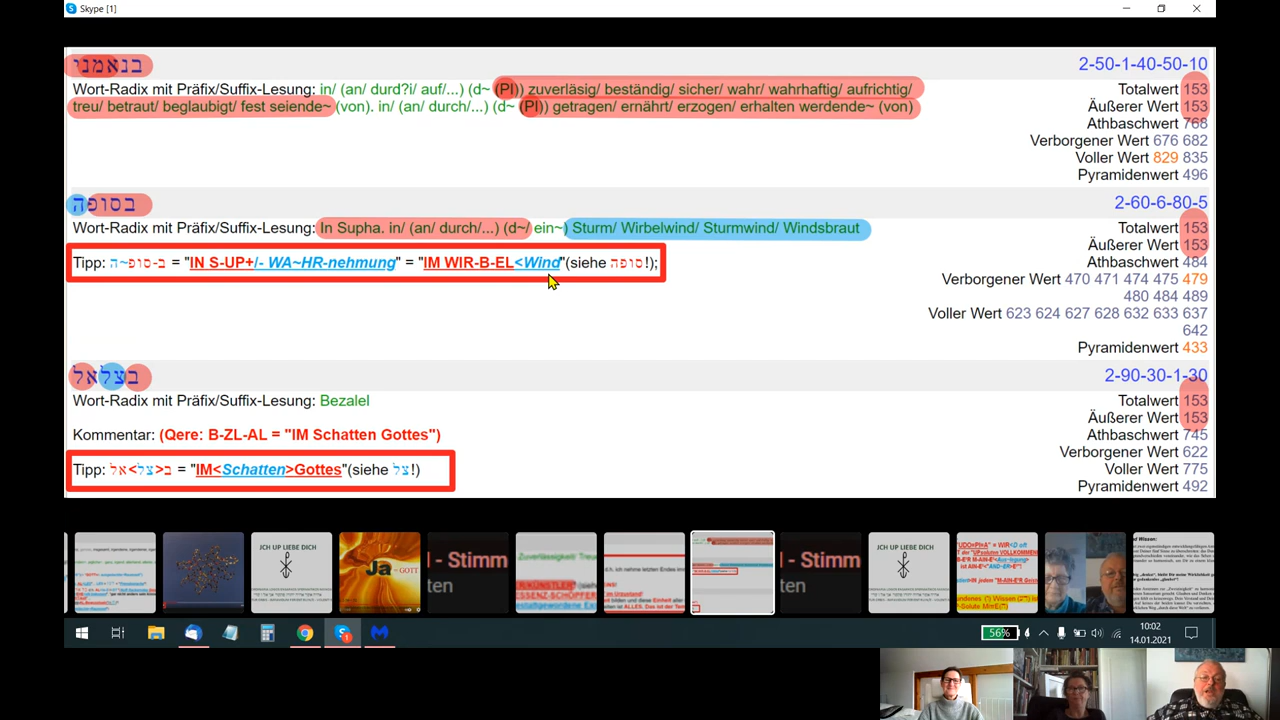 Skype [1]
בנאמני 2-50-1-40-50-10
Wort-Radix mit Präfix/Suffix-Lesung: in/ (an/ durd?i/ auf/...) (d~ (Pl)) zuverläsig/ beständig/ sicher/ wahr/ wahrhaftig/ aufrichtig/ Totalwert 153
treu/ betraut/ beglaubigt/ fest seiende~ (von). in/ (an/ durch/...) (d~ (Pl)) getragen/ ernährt/ erzogen/ erhalten werdende~ (von) Äußerer Wert 153
Athbaschwert 768
Verborgener Wert 676 682
Voller Wert 829 835
Pyramidenwert 496
בסופה 2-60-6-80-5
Wort-Radix mit Präfix/Suffix-Lesung: In Supha. in/ (an/ durch/...) (d~/ ein~) Sturm/ Wirbelwind/ Sturmwind/ Windsbraut Totalwert 153
Äußerer Wert 153
Tipp: ב-סופ~ה = "IN S-UP+/- WA~HR-nehmung" = "IM WIR-B-EL<Wind"(siehe סופה!); Athbaschwert 484
Verborgener Wert 470 471 474 475 479
480 484 489
Voller Wert 623 624 627 628 632 633 637
642
Pyramidenwert 433
בצלאל 2-90-30-1-30
Wort-Radix mit Präfix/Suffix-Lesung: Bezalel Totalwert 153
Äußerer Wert 153
Kommentar: (Qere: B-ZL-AL = "IM Schatten Gottes") Athbaschwert 745
Verborgener Wert 622
Tipp: ב<צל>אל = "IM<Schatten>Gottes"(siehe צל!) Voller Wert 775
Pyramidenwert 492
JCH UP LIEBE DICH
Ja
GOTT
- Stimm
ten
Zuverlässigkeit/ Treu
- Stimm
ten
JCH UP LIEBE DICH
56%
10:02
14.01.2021